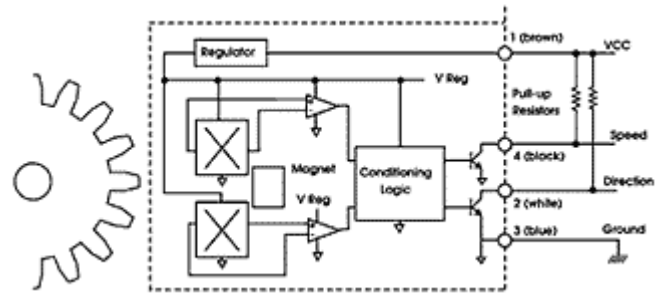 1 (brown)
VCC
Regulator
V Reg
Pull-up
Resistors
Speed
4 (black)
Magnet
Conditioning
Logic
Direction
V Reg
2 (white)
Ground
3 (blue)